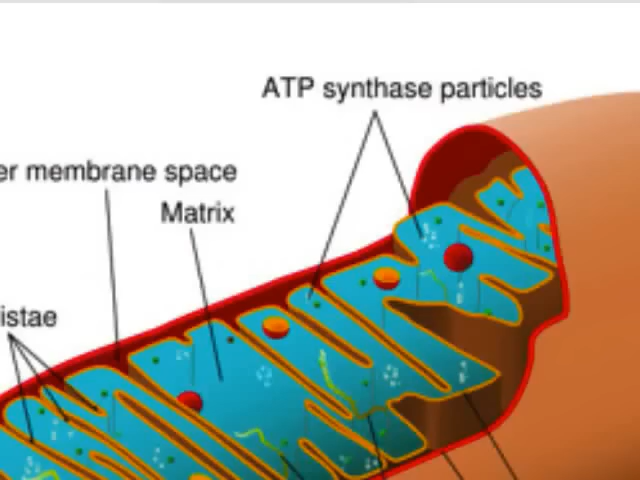 ATP synthase particles
er membrane space
Matrix
istae